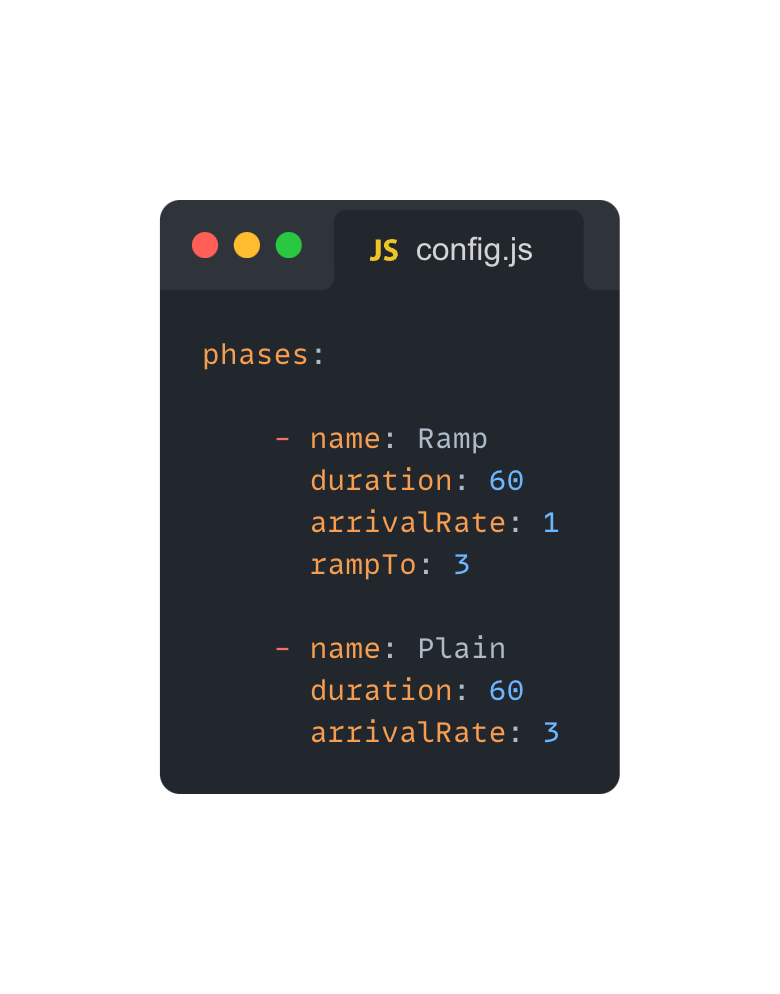 JS config.js
phases:
- name: Ramp
duration: 60
arrivalRate: 1
rampTo: 3
- name: Plain
duration: 60
arrivalRate: 3